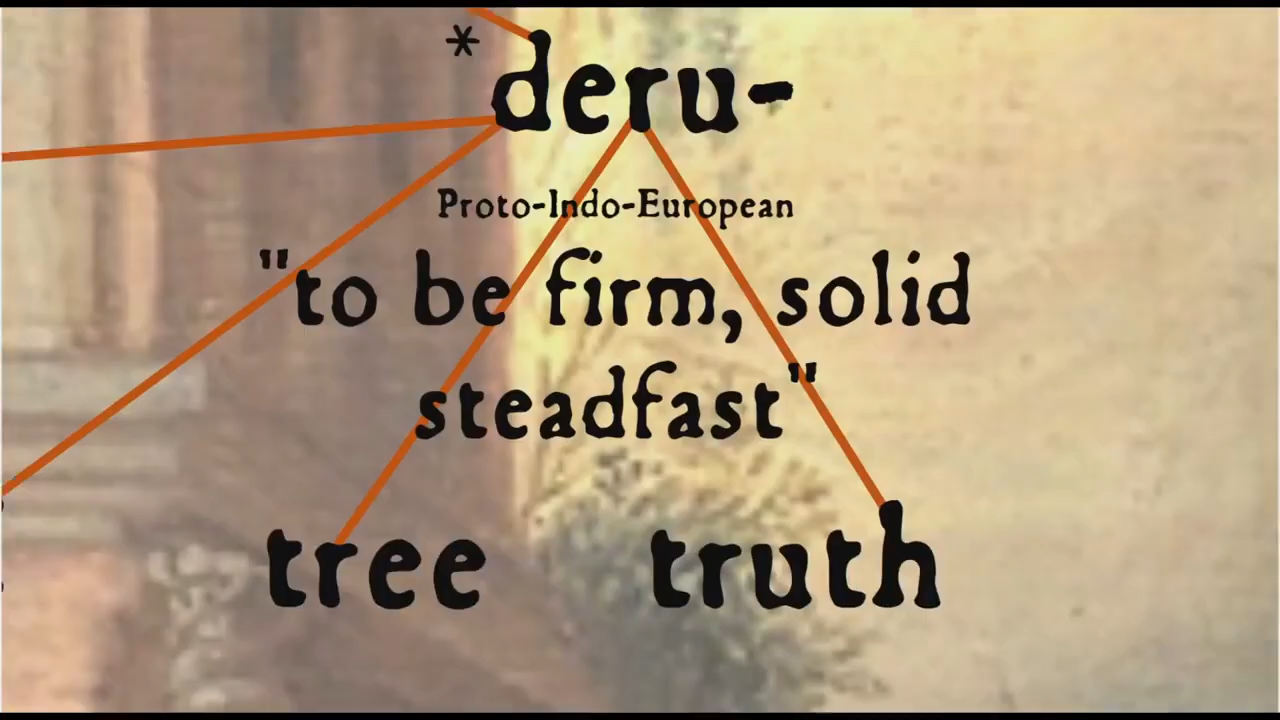 *deru-
Proto-Indo-European
"to be firm, solid
steadfast"
tree truth